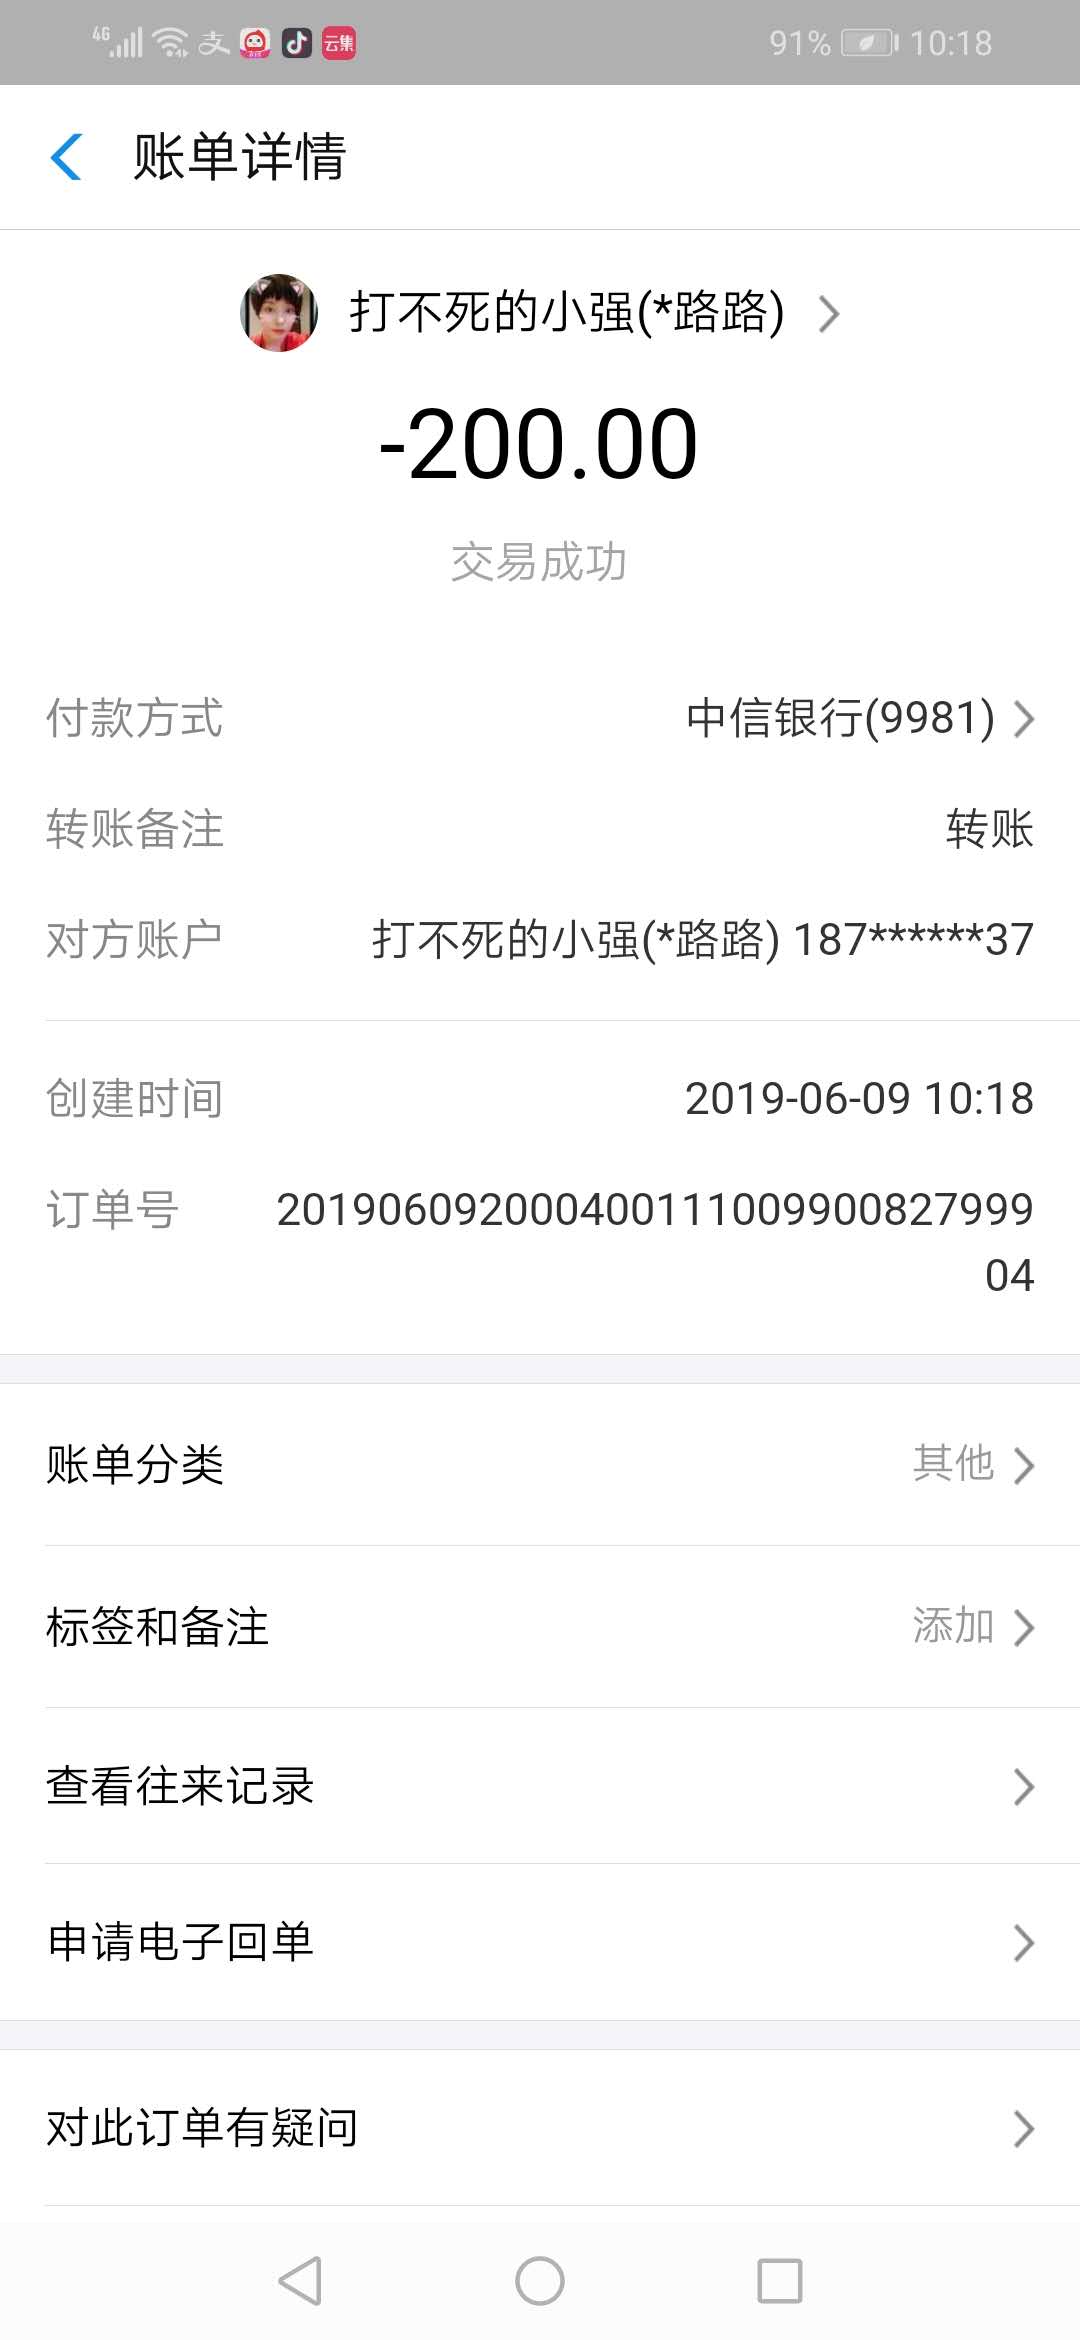 4G 支 云集 91% 10:18
账单详情
打不死的小强(*路路)
-200.00
交易成功
付款方式 中信银行(9981)
转账备注 转账
对方账户 打不死的小强(*路路) 187******37
创建时间 2019-06-09 10:18
订单号 201906092000400111009900827999
04
账单分类 其他
标签和备注 添加
查看往来记录
申请电子回单
对此订单有疑问